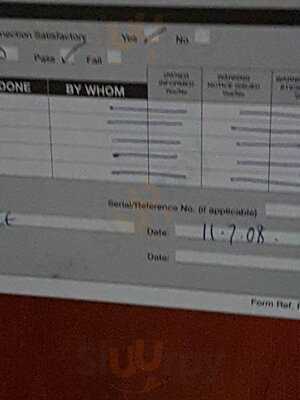 nnection Satisfactory Yes ✓ No
Pass ✓ Fail
DONE BY WHOM OWNER INFORMED Yes/No WARNING NOTICE ISSUED Yes/No
Serial/Reference No. (if applicable)
Date: 11.7.08.
Date:
Form Ref.